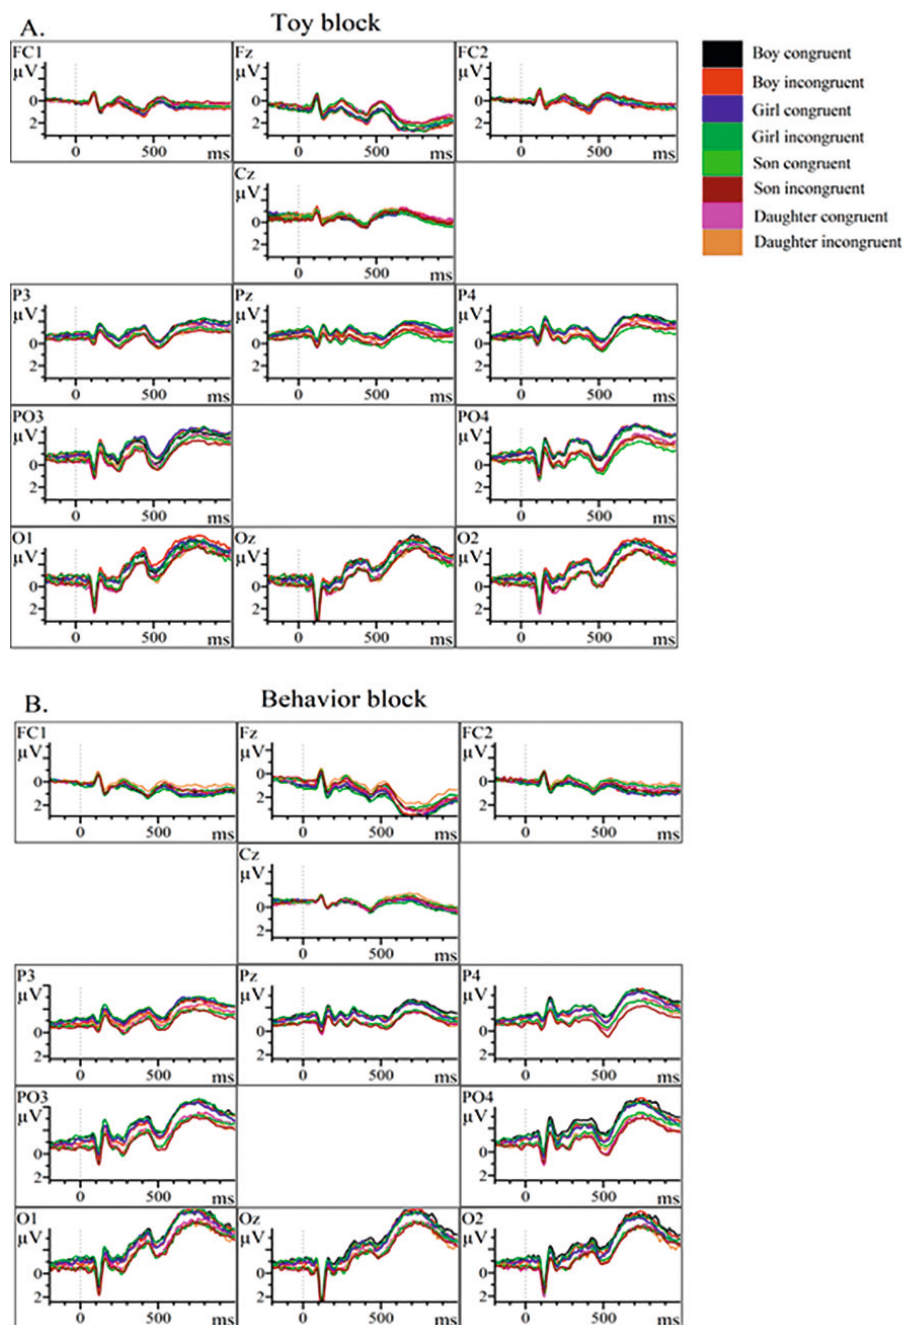 A.
Toy block
FC1
µV
0
2
0
500
ms
Fz
µV
0
2
0
500
ms
FC2
µV
0
2
0
500
ms
Boy congruent
Boy incongruent
Girl congruent
Girl incongruent
Son congruent
Son incongruent
Daughter congruent
Daughter incongruent
Cz
µV
0
2
0
500
ms
P3
µV
0
2
0
500
ms
Pz
µV
0
2
0
500
ms
P4
µV
0
2
0
500
ms
PO3
µV
0
2
0
500
ms
PO4
µV
0
2
0
500
ms
O1
µV
0
2
0
500
ms
Oz
µV
0
2
0
500
ms
O2
µV
0
2
0
500
ms
B.
Behavior block
FC1
µV
0
2
0
500
ms
Fz
µV
0
2
0
500
ms
FC2
µV
0
2
0
500
ms
Cz
µV
0
2
0
500
ms
P3
µV
0
2
0
500
ms
Pz
µV
0
2
0
500
ms
P4
µV
0
2
0
500
ms
PO3
µV
0
2
0
500
ms
PO4
µV
0
2
0
500
ms
O1
µV
0
2
0
500
ms
Oz
µV
0
2
0
500
ms
O2
µV
0
2
0
500
ms